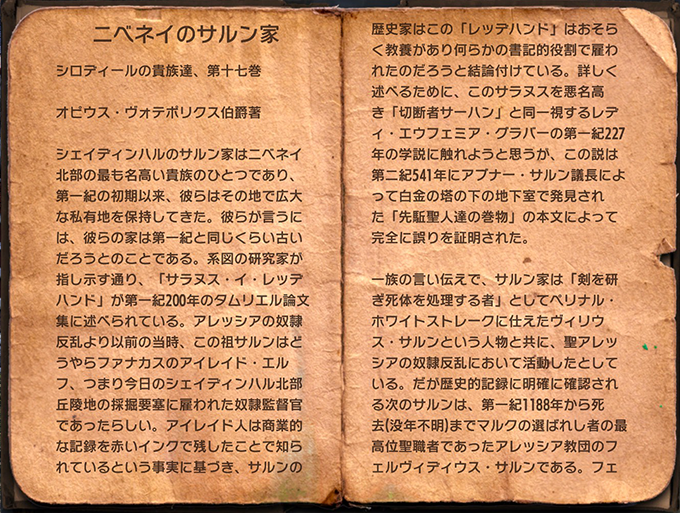 ニベネイのサルン家
シロディールの貴族達、第十七巻
オピウス・ヴォテポリクス伯爵著
シェイディンハルのサルン家はニベネイ
北部の最も名高い貴族のひとつであり、
第一紀の初期以来、彼らはその地で広大
な私有地を保持してきた。彼らが言うに
は、彼らの家は第一紀と同じくらい古い
だろうとのことである。系図の研究家が
指し示す通り、「サラヌス・イ・レッデ
ハンド」が第一紀200年のタムリエル論文
集に述べられている。アレッシアの奴隷
反乱より以前の当時、この祖サルンはど
うやらファナカスのアイレイド・エル
フ、つまり今日のシェイディンハル北部
丘陵地の採掘要塞に雇われた奴隷監督官
であったらしい。アイレイド人は商業的
な記録を赤いインクで残したことで知ら
れているという事実に基づき、サルンの
歴史家はこの「レッデハンド」はおそら
く教養があり何らかの書記的役割で雇わ
れたのだろうと結論付けている。詳しく
述べるために、このサラヌスを悪名高
き「切断者サーハン」と同一視するレデ
ィ・エウフェミア・グラバーの第一紀227
年の学説に触れようと思うが、この説は
第二紀541年にアブナー・サルン議長によ
って白金の塔の下の地下室で発見され
た「先駈聖人達の巻物」の本文によって
完全に誤りを証明された。
一族の言い伝えで、サルン家は「剣を研
ぎ死体を処理する者」としてペリナル・
ホワイトストレークに仕えたヴィリウ
ス・サルンという人物と共に、聖アレッ
シアの奴隷反乱において活動したとして
いる。だが歴史的記録に明確に確認され
る次のサルンは、第一紀1188年から死
去(没年不明)までマルクの選ばれし者の最
高位聖職者であったアレッシア教団のフ
ェルヴィディウス・サルンである。フェ